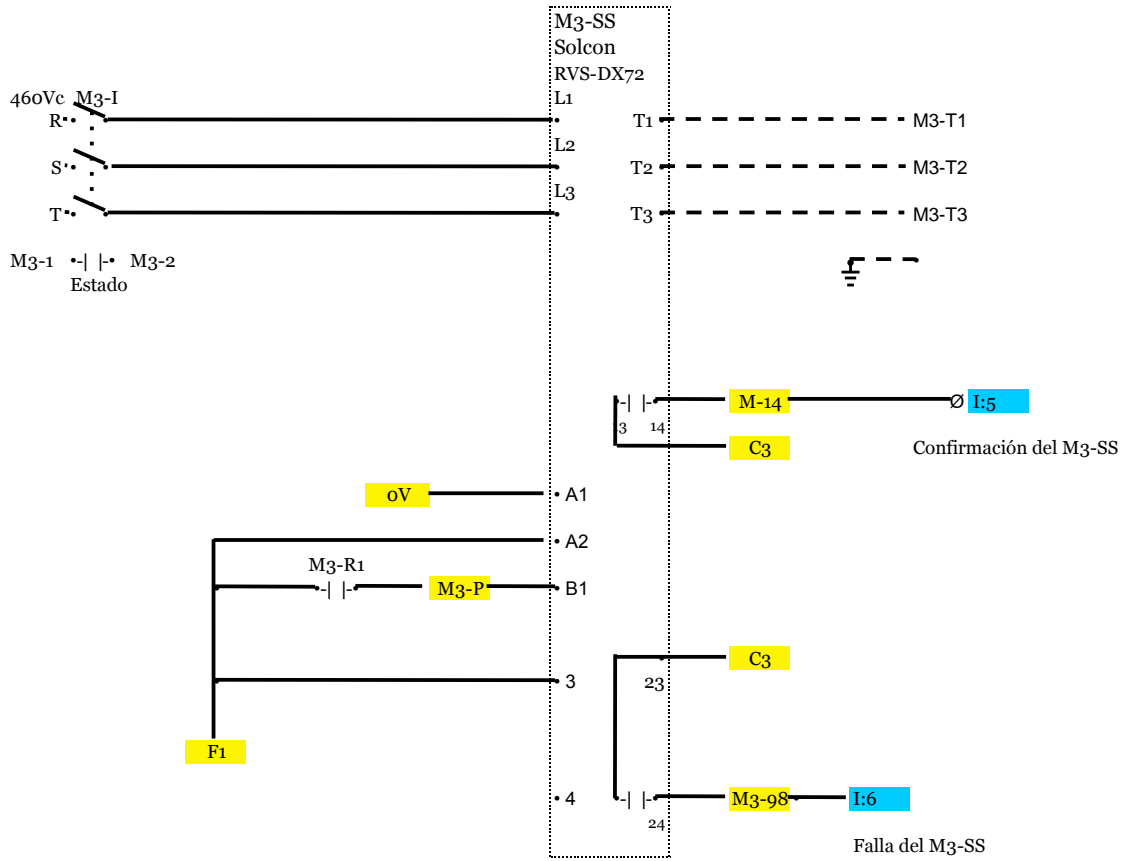 M3-SS
Solcon
RVS-DX72
460Vc M3-I
L1
R
T1
M3-T1
L2
S
T2
M3-T2
L3
T
T3
M3-T3
M3-1
M3-2
Estado
M-14
Ø I:5
13
14
C3
Confirmación del M3-SS
0V
A1
A2
M3-R1
M3-P
B1
C3
3
23
F1
4
M3-98
I:6
24
Falla del M3-SS